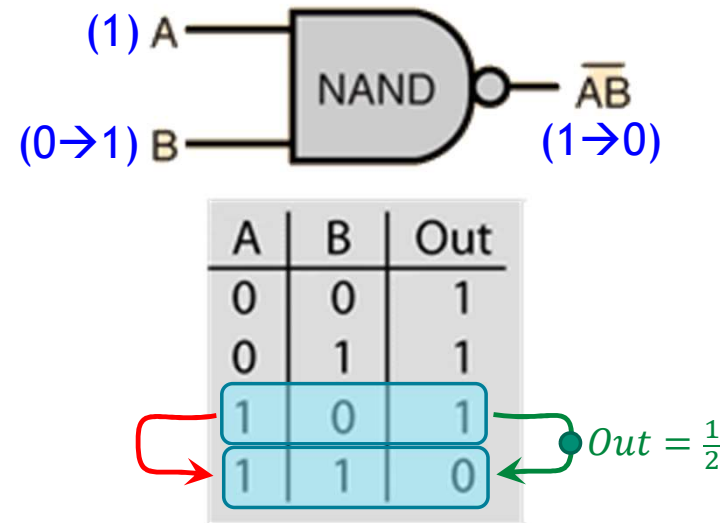 (1) A
NAND
A̅B̅
(0→1) B
(1→0)
A B Out
0 0 1
0 1 1
1 0 1
Out = 1/2
1 1 0